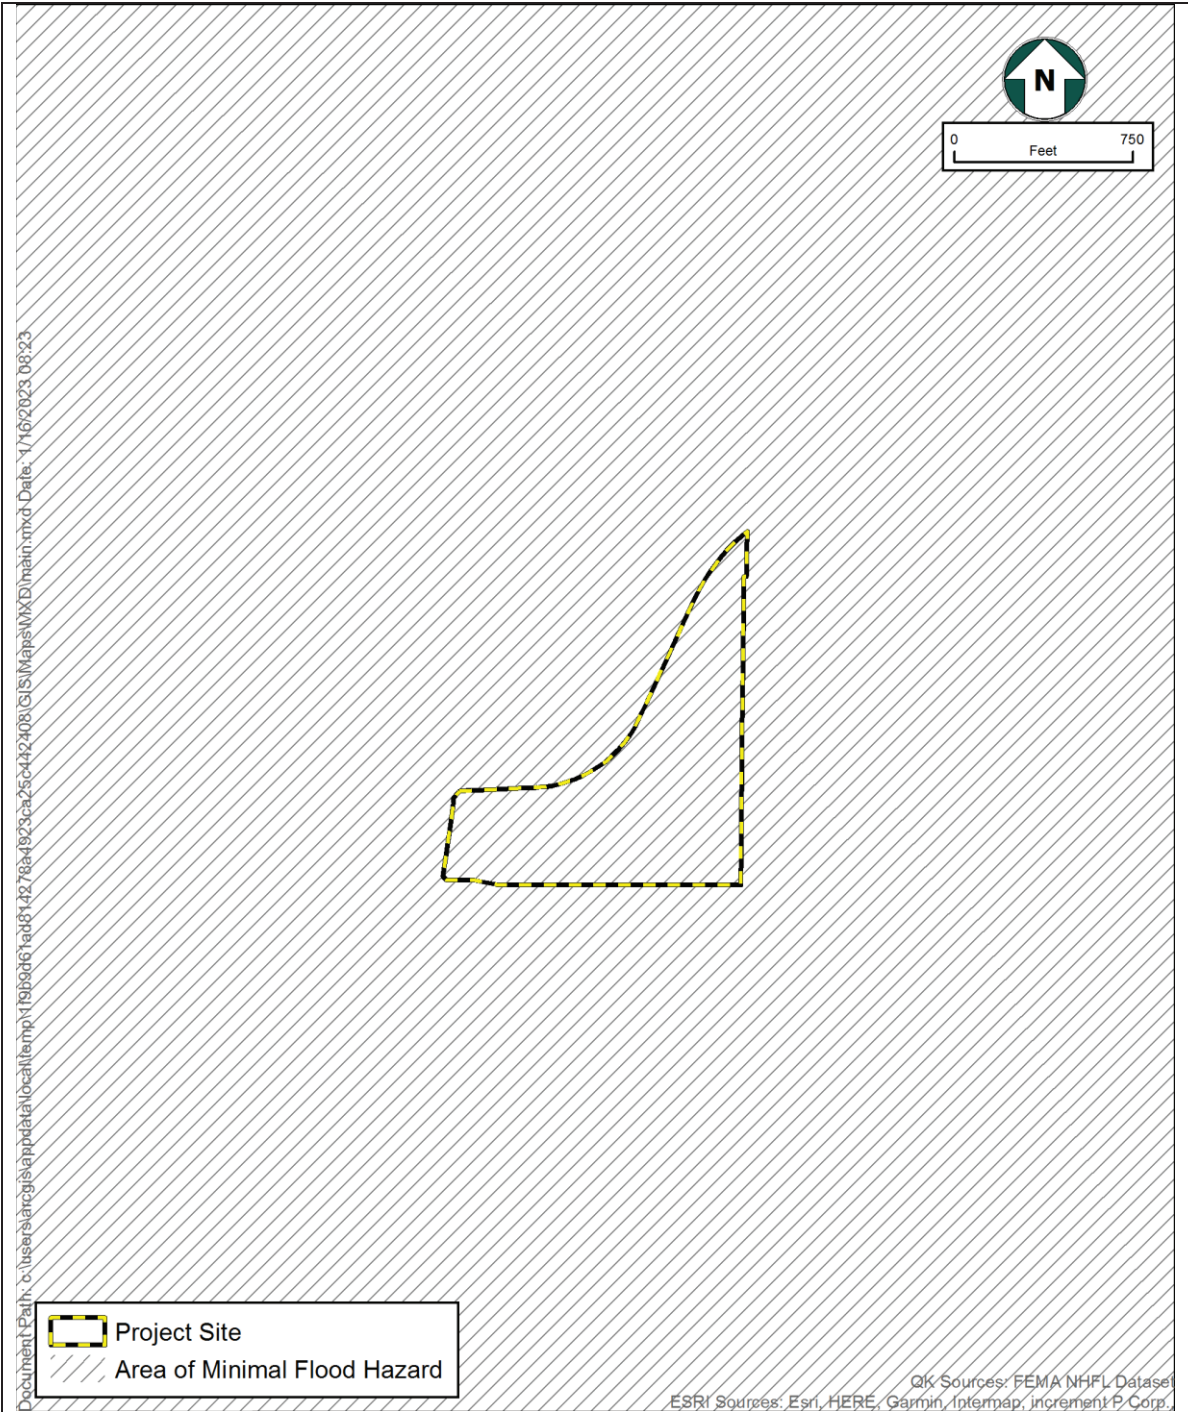 N
0 750
Feet
Document Path: c:\users\arcgis\appdata\local\temp\1f9b9d61ad814278a4923ca25c442408\GIS\Maps\MXD\main.mxd Date: 1/16/2023 08:23
Project Site
Area of Minimal Flood Hazard
QK Sources: FEMA NHFL Dataset
ESRI Sources: Esri, HERE, Garmin, Intermap, increment P Corp.,